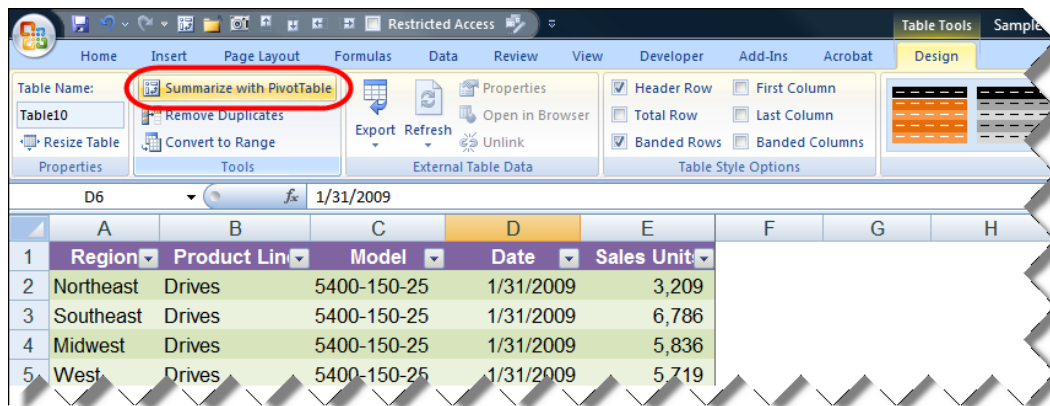 Restricted Access
Table Tools Sample
Home Insert Page Layout Formulas Data Review View Developer Add-Ins Acrobat Design
Table Name: Summarize with PivotTable Properties Header Row First Column
Table10 Remove Duplicates Export Refresh Open in Browser Total Row Last Column
Resize Table Convert to Range Unlink Banded Rows Banded Columns
Properties Tools External Table Data Table Style Options
D6 fx 1/31/2009
A B C D E F G H
1 Region Product Lin Model Date Sales Unit
2 Northeast Drives 5400-150-25 1/31/2009 3,209
3 Southeast Drives 5400-150-25 1/31/2009 6,786
4 Midwest Drives 5400-150-25 1/31/2009 5,836
5 West Drives 5400-150-25 1/31/2009 5,719